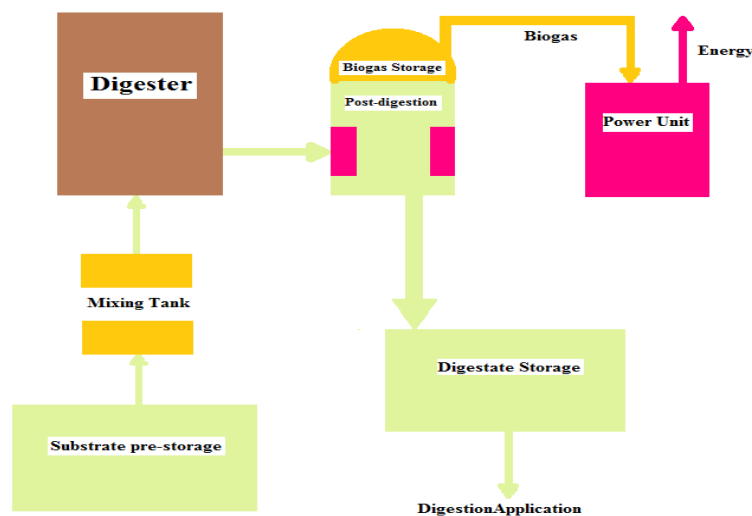 Biogas
Energy
Biogas Storage
Digester
Post-digestion
Power Unit
Mixing Tank
Digestate Storage
Substrate pre-storage
DigestionApplication